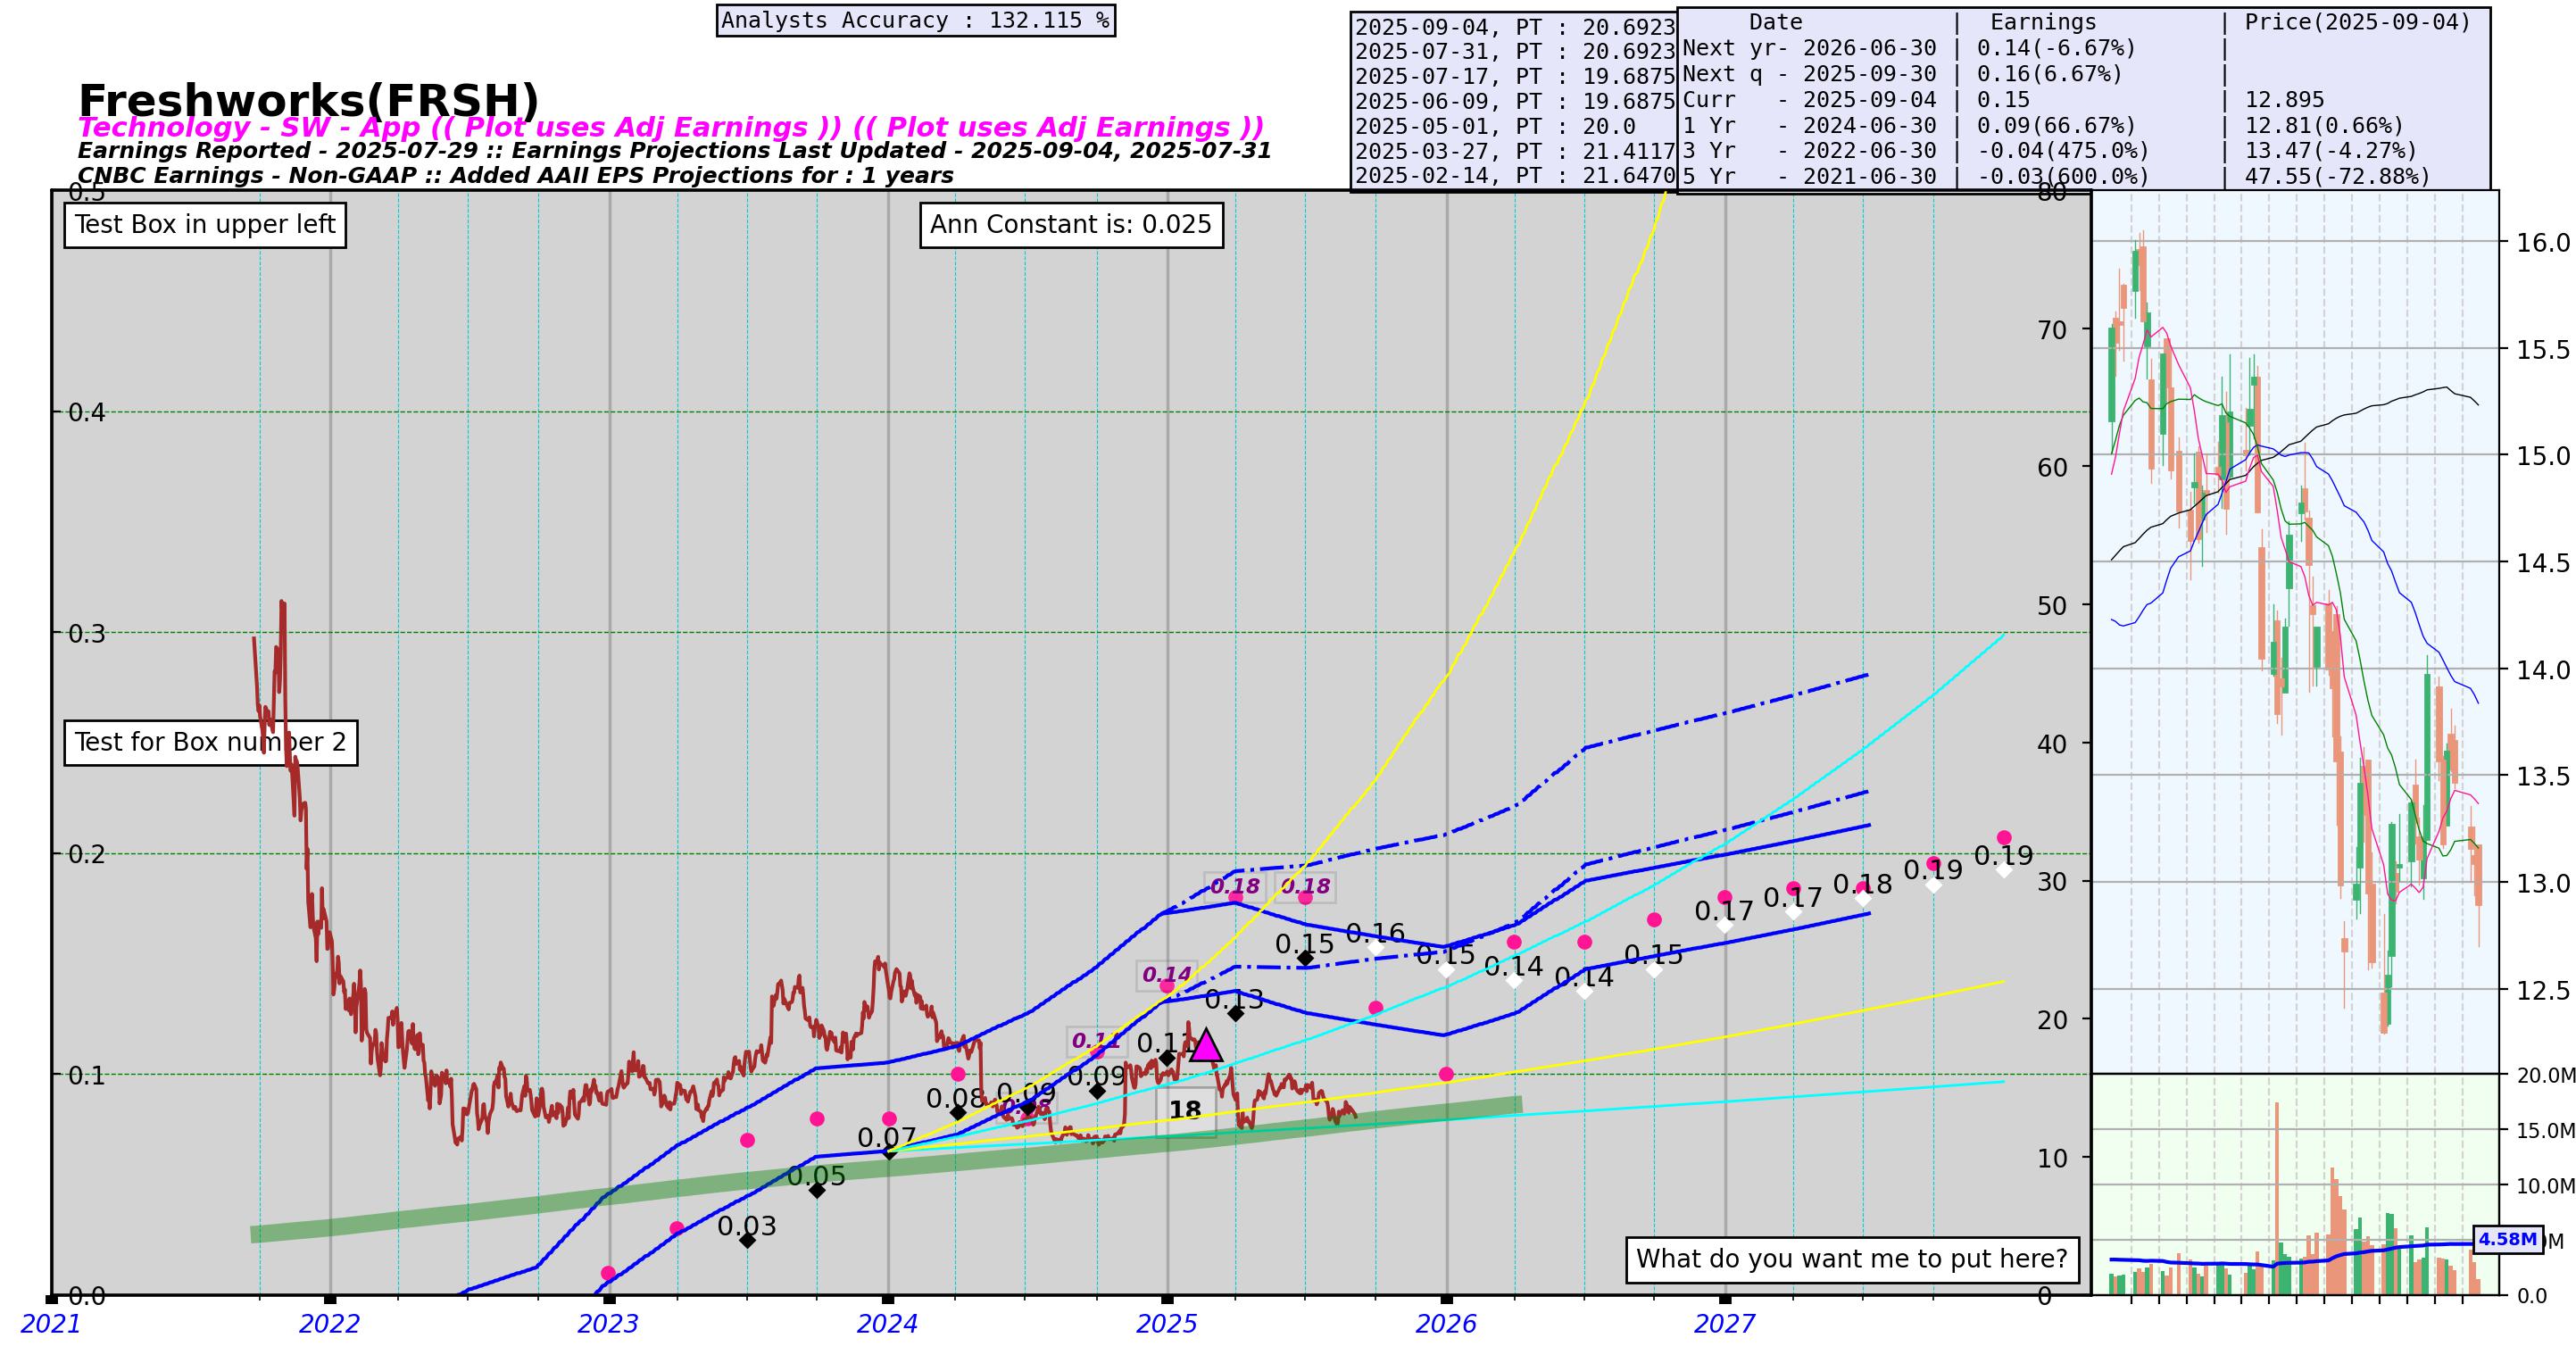 Analysts Accuracy : 132.115 %
2025-09-04, PT : 20.6923
2025-07-31, PT : 20.6923
2025-07-17, PT : 19.6875
2025-06-09, PT : 19.6875
2025-05-01, PT : 20.0
2025-03-27, PT : 21.4117
2025-02-14, PT : 21.6470
Date | Earnings | Price(2025-09-04)
Next yr- 2026-06-30 | 0.14(-6.67%) |
Next q - 2025-09-30 | 0.16(6.67%) |
Curr - 2025-09-04 | 0.15 | 12.895
1 Yr - 2024-06-30 | 0.09(66.67%) | 12.81(0.66%)
3 Yr - 2022-06-30 | -0.04(475.0%) | 13.47(-4.27%)
5 Yr - 2021-06-30 | -0.03(600.0%) | 47.55(-72.88%)
Freshworks(FRSH)
Technology - SW - App (( Plot uses Adj Earnings )) (( Plot uses Adj Earnings ))
Earnings Reported - 2025-07-29 :: Earnings Projections Last Updated - 2025-09-04, 2025-07-31
CNBC Earnings - Non-GAAP :: Added AAII EPS Projections for : 1 years
Test Box in upper left
Ann Constant is: 0.025
Test for Box number 2
What do you want me to put here?
0.5
0.4
0.3
0.2
0.1
0.0
80
70
60
50
40
30
20
10
0
16.0
15.5
15.0
14.5
14.0
13.5
13.0
12.5
20.0M
15.0M
10.0M
4.58M
0.0
0.03
0.05
0.07
0.08
0.09
0.09
0.11
0.13
0.15
0.16
0.15
0.14
0.14
0.15
0.17
0.17
0.18
0.19
0.19
0.11
0.14
0.18
0.18
18
2021
2022
2023
2024
2025
2026
2027